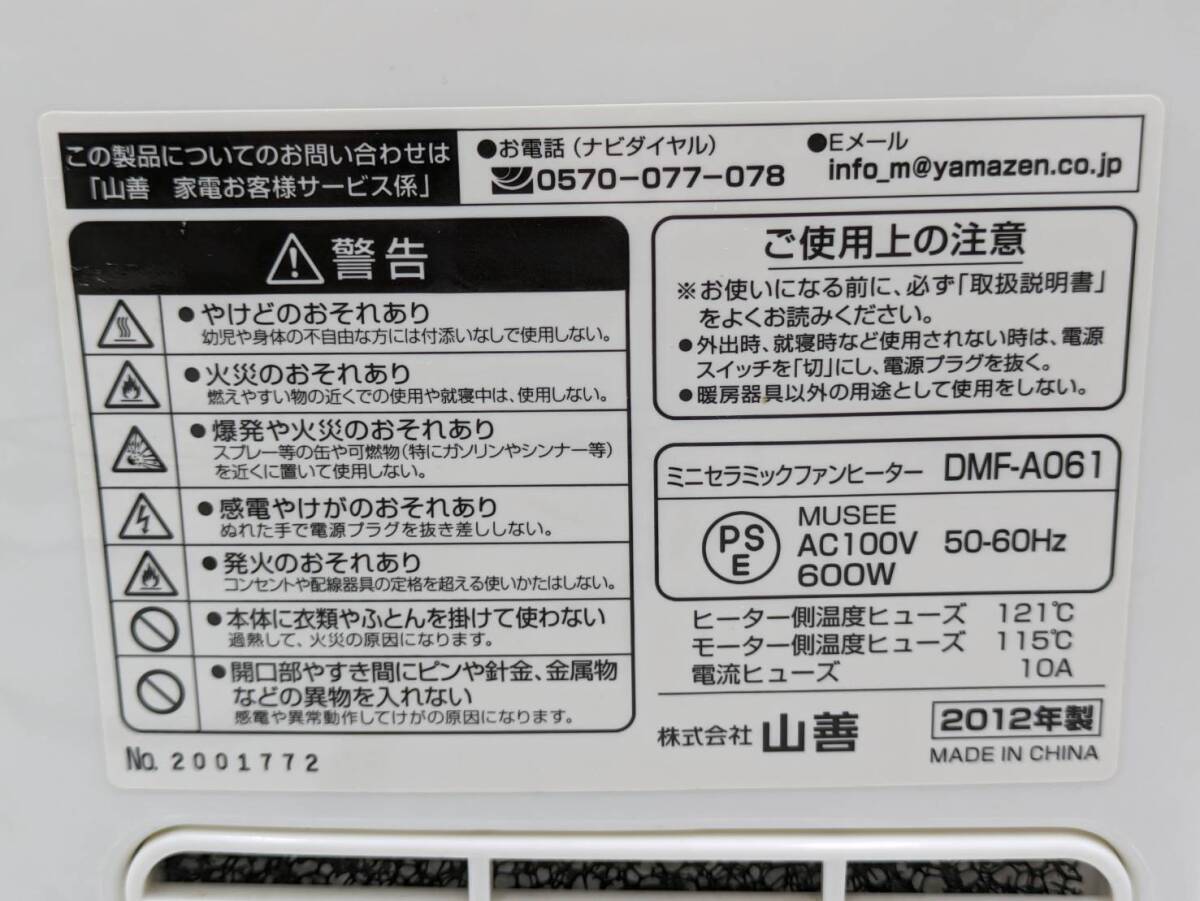 この製品についてのお問い合わせは
「山善 家電お客様サービス係」
●お電話（ナビダイヤル）
0570-077-078
●Eメール
info_m@yamazen.co.jp
警告
●やけどのおそれあり
幼児や身体の不自由な方には付添いなしで使用しない。
●火災のおそれあり
燃えやすい物の近くでの使用や就寝中は、使用しない。
●爆発や火災のおそれあり
スプレー等の缶や可燃物（特にガソリンやシンナー等）
を近くに置いて使用しない。
●感電やけがのおそれあり
ぬれた手で電源プラグを抜き差ししない。
●発火のおそれあり
コンセントや配線器具の定格を超える使いかたはしない。
●本体に衣類やふとんを掛けて使わない
過熱して、火災の原因になります。
●開口部やすき間にピンや針金、金属物
などの異物を入れない
感電や異常動作してけがの原因になります。
No. 2001772
ご使用上の注意
※お使いになる前に、必ず「取扱説明書」
をよくお読みください。
●外出時、就寝時など使用されない時は、電源
スイッチを「切」にし、電源プラグを抜く。
●暖房器具以外の用途として使用をしない。
ミニセラミックファンヒーター DMF-A061
PS
E
MUSEE
AC100V 50-60Hz
600W
ヒーター側温度ヒューズ 121℃
モーター側温度ヒューズ 115℃
電流ヒューズ 10A
株式会社 山善
2012年製
MADE IN CHINA